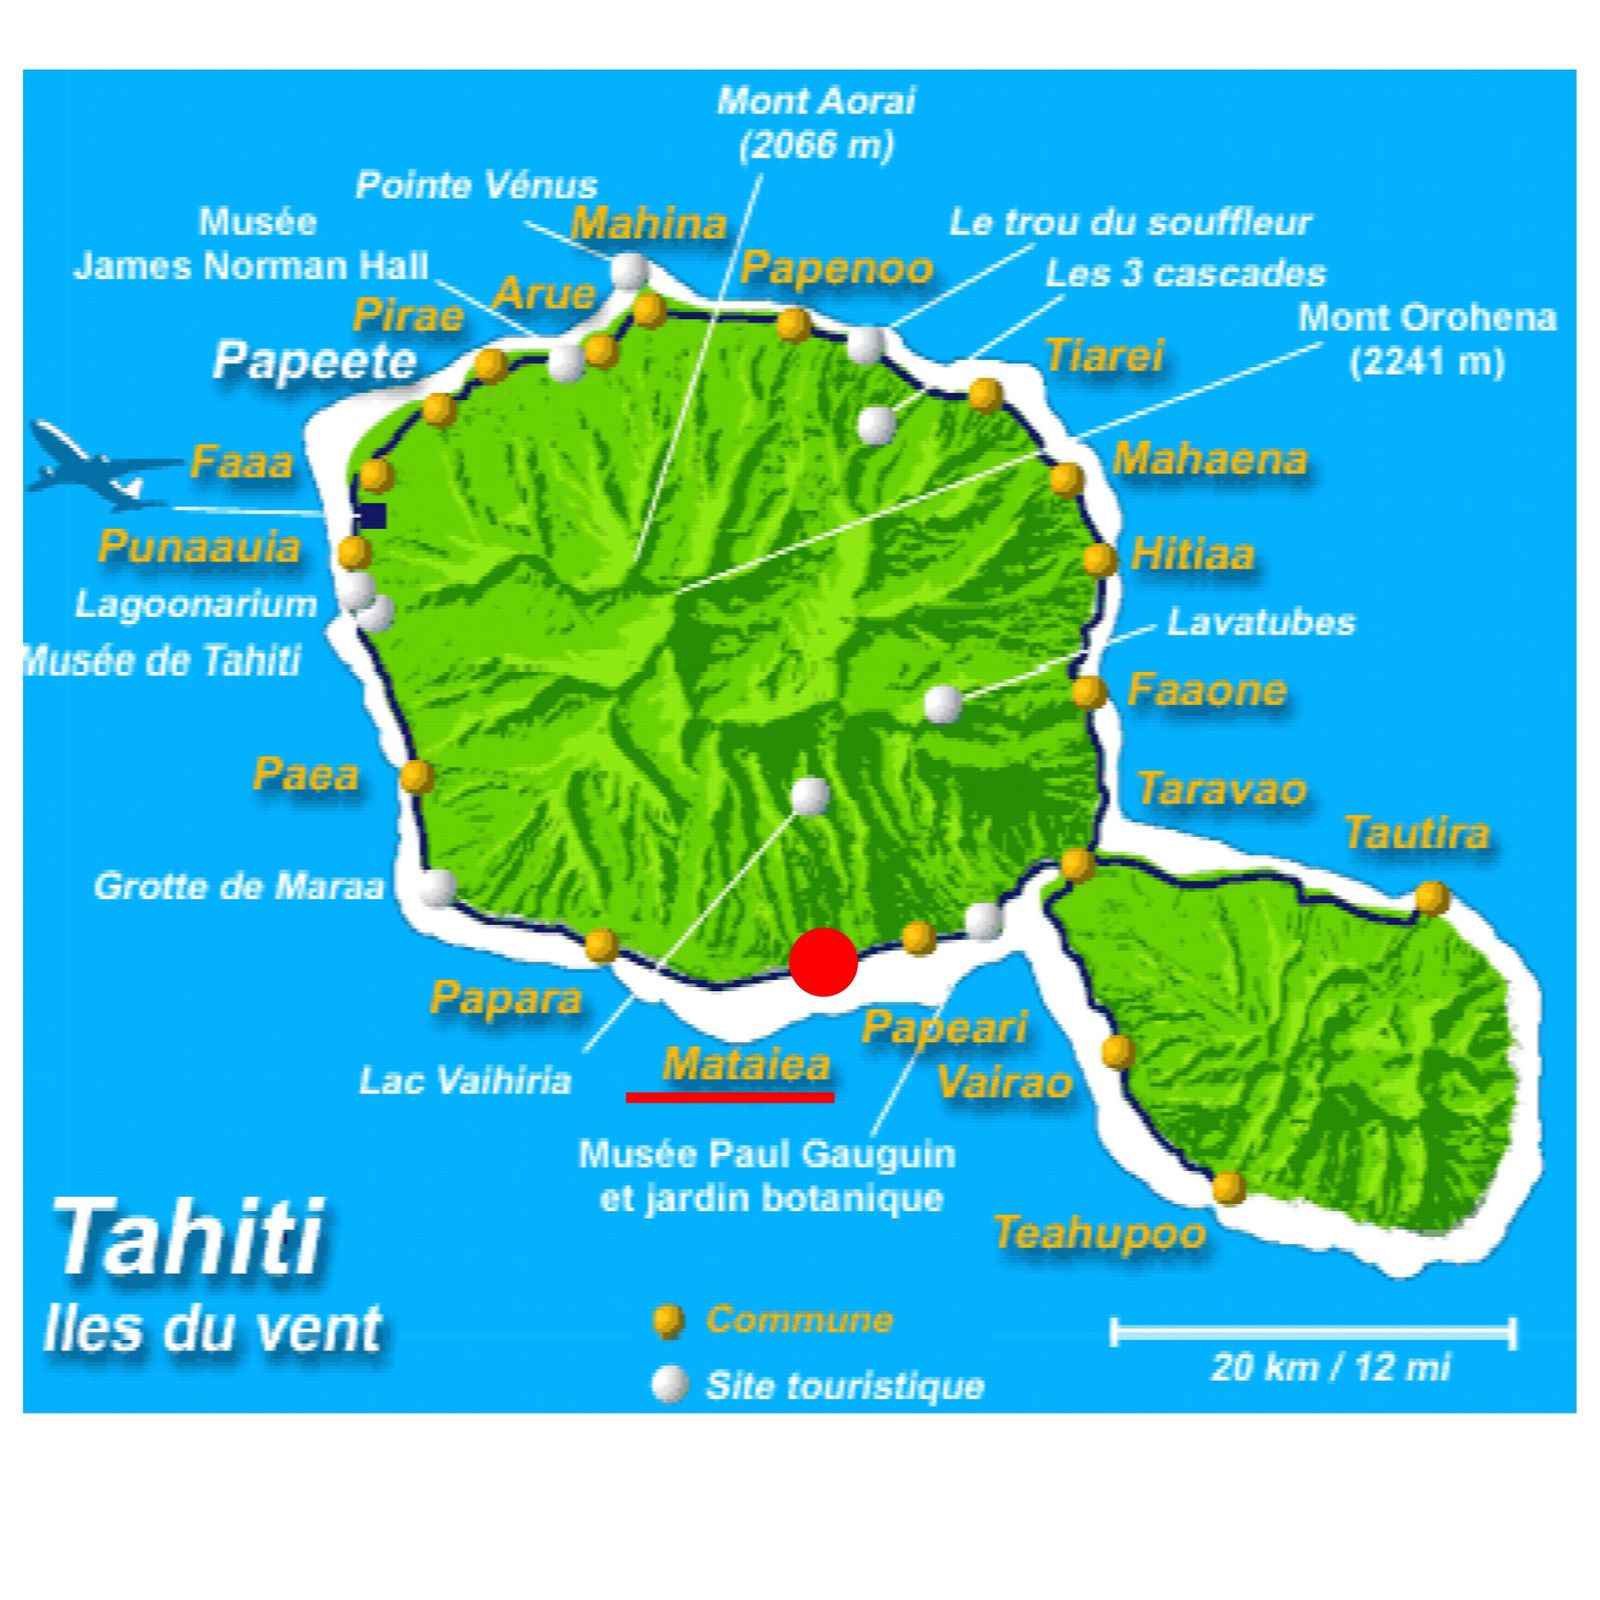 Mont Aorai
(2066 m)
Pointe Vénus
Mahina
Musée
James Norman Hall
Arue
Pirae
Papeete
Papenoo
Le trou du souffleur
Les 3 cascades
Mont Orohena
(2241 m)
Tiarei
Faaa
Mahaena
Punaauia
Hitiaa
Lagoonarium
Lavatubes
Musée de Tahiti
Faaone
Paea
Taravao
Tautira
Grotte de Maraa
Papara
Papeari
Mataiea
Lac Vaihiria
Vairao
Musée Paul Gauguin
et jardin botanique
Teahupoo
Tahiti
Iles du vent
Commune
Site touristique
20 km / 12 mi